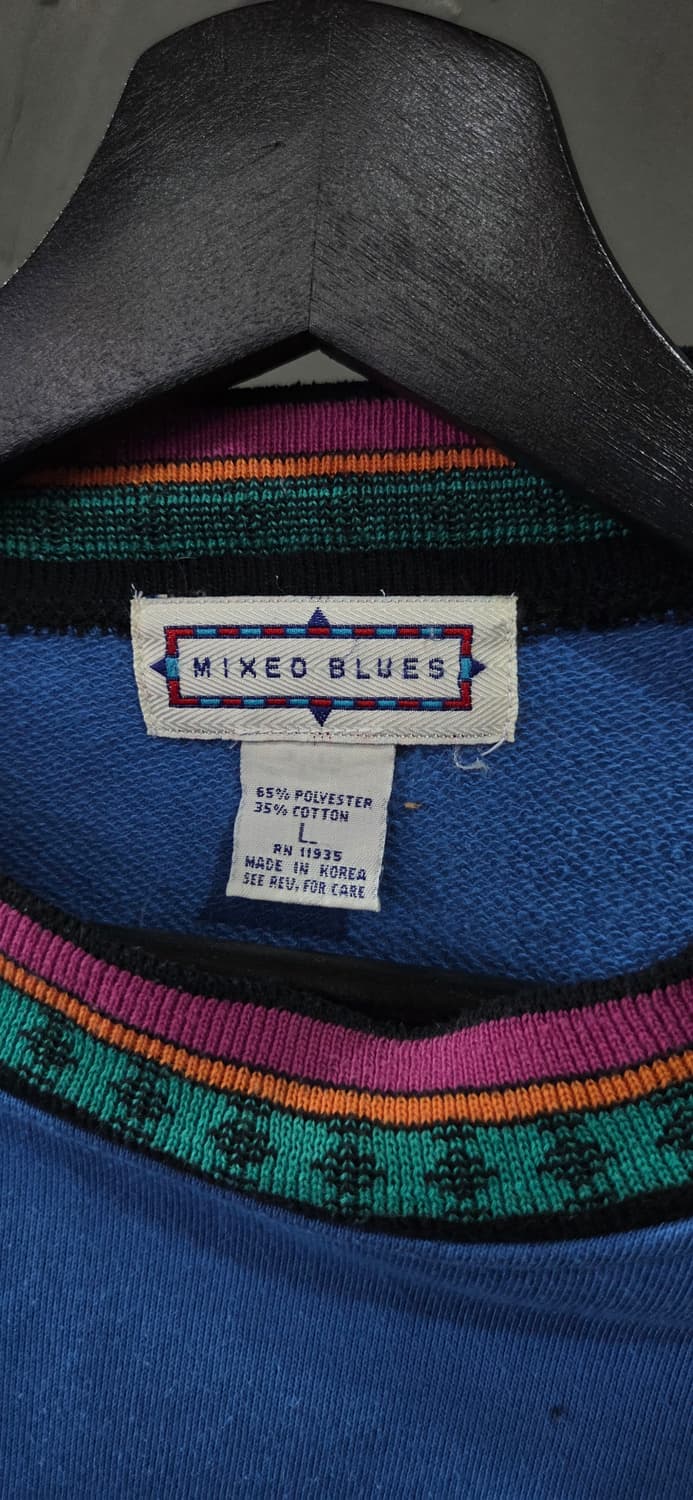 MIXED BLUES
65% POLYESTER
35% COTTON
L
RN 11935
MADE IN KOREA
SEE REV. FOR CARE